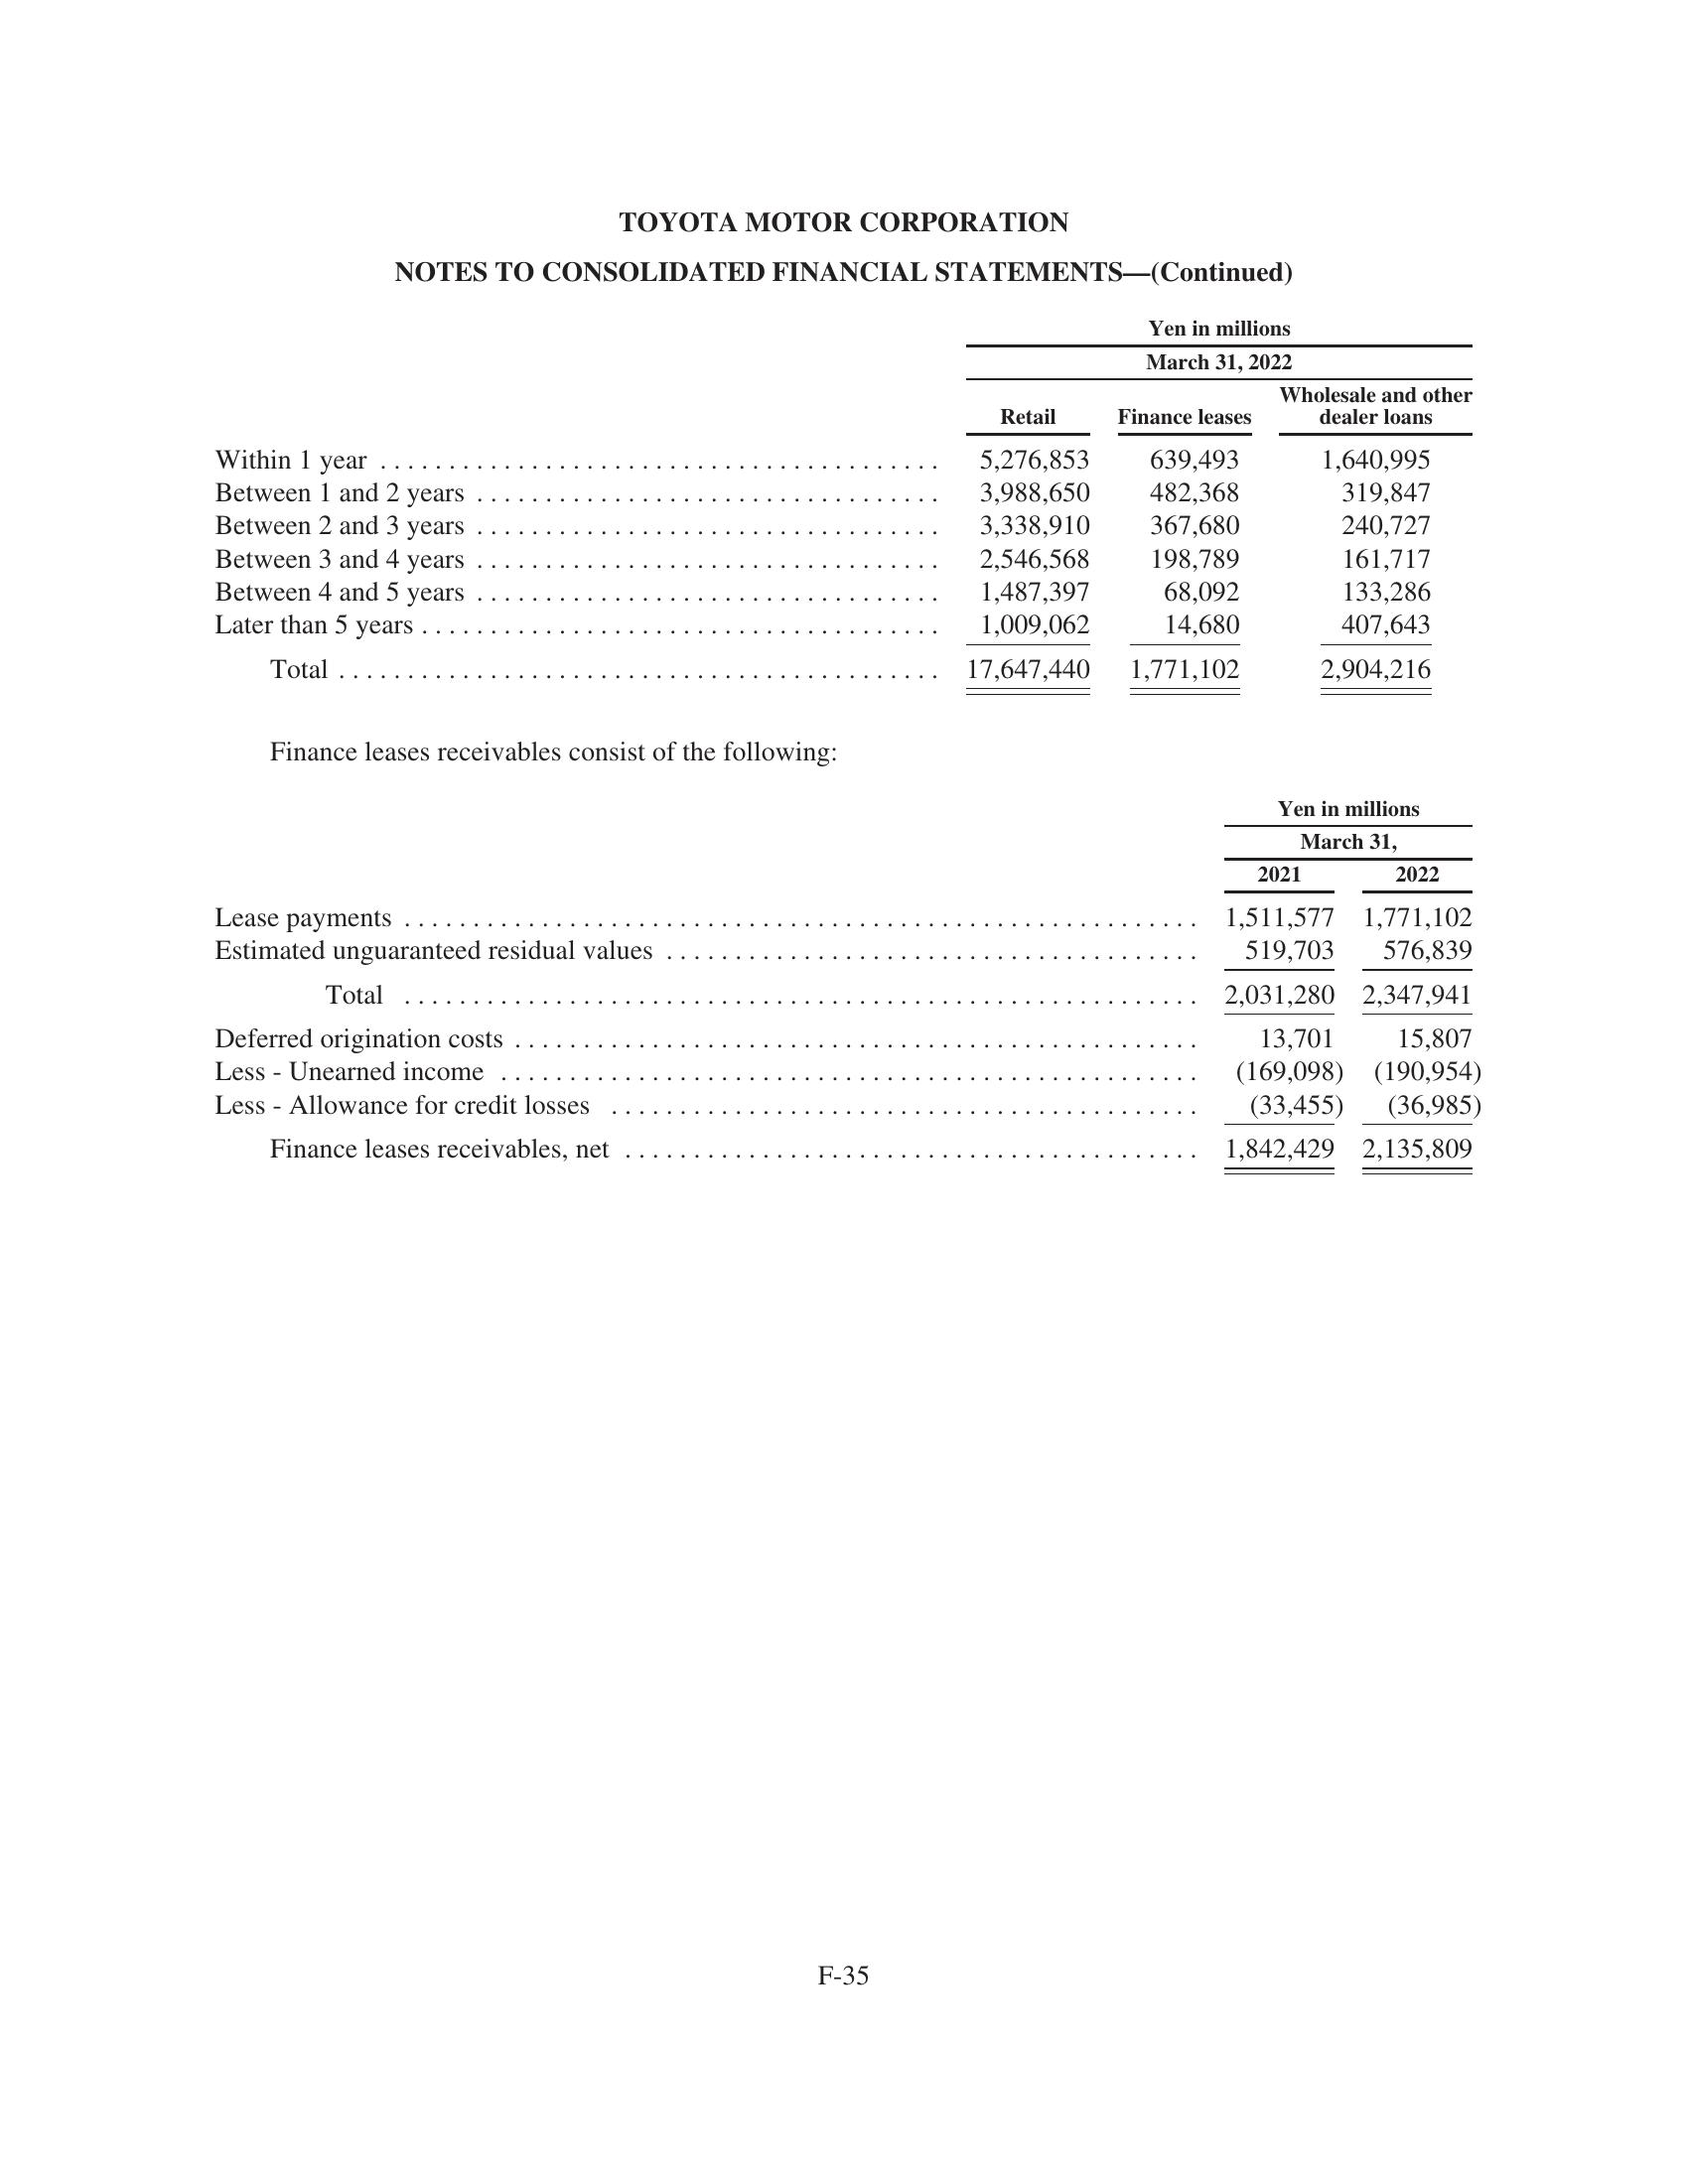 TOYOTA MOTOR CORPORATION
NOTES TO CONSOLIDATED FINANCIAL STATEMENTS—(Continued)
Yen in millions
March 31, 2022
Retail Finance leases Wholesale and other dealer loans
Within 1 year 5,276,853 639,493 1,640,995
Between 1 and 2 years 3,988,650 482,368 319,847
Between 2 and 3 years 3,338,910 367,680 240,727
Between 3 and 4 years 2,546,568 198,789 161,717
Between 4 and 5 years 1,487,397 68,092 133,286
Later than 5 years 1,009,062 14,680 407,643
Total 17,647,440 1,771,102 2,904,216
Finance leases receivables consist of the following:
Yen in millions
March 31,
2021 2022
Lease payments 1,511,577 1,771,102
Estimated unguaranteed residual values 519,703 576,839
Total 2,031,280 2,347,941
Deferred origination costs 13,701 15,807
Less - Unearned income (169,098) (190,954)
Less - Allowance for credit losses (33,455) (36,985)
Finance leases receivables, net 1,842,429 2,135,809
F-35